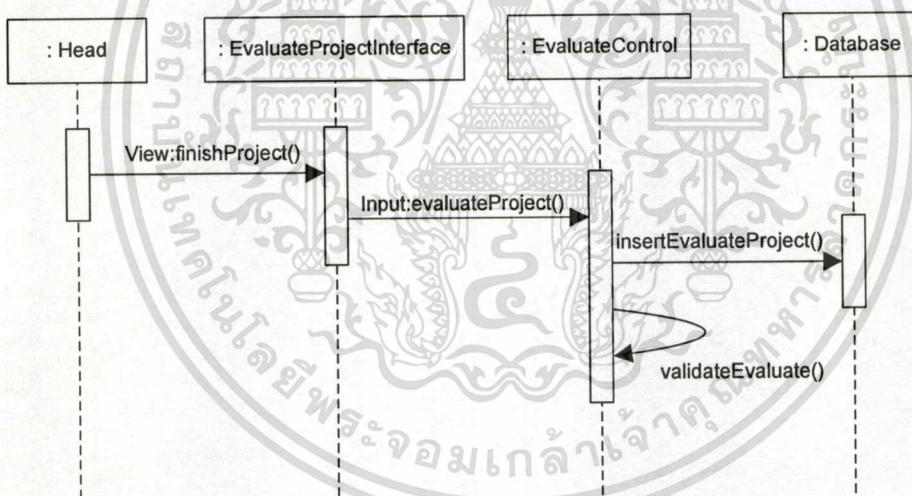 : Head
: EvaluateProjectInterface
: EvaluateControl
: Database
View:finishProject()
Input:evaluateProject()
insertEvaluateProject()
validateEvaluate()